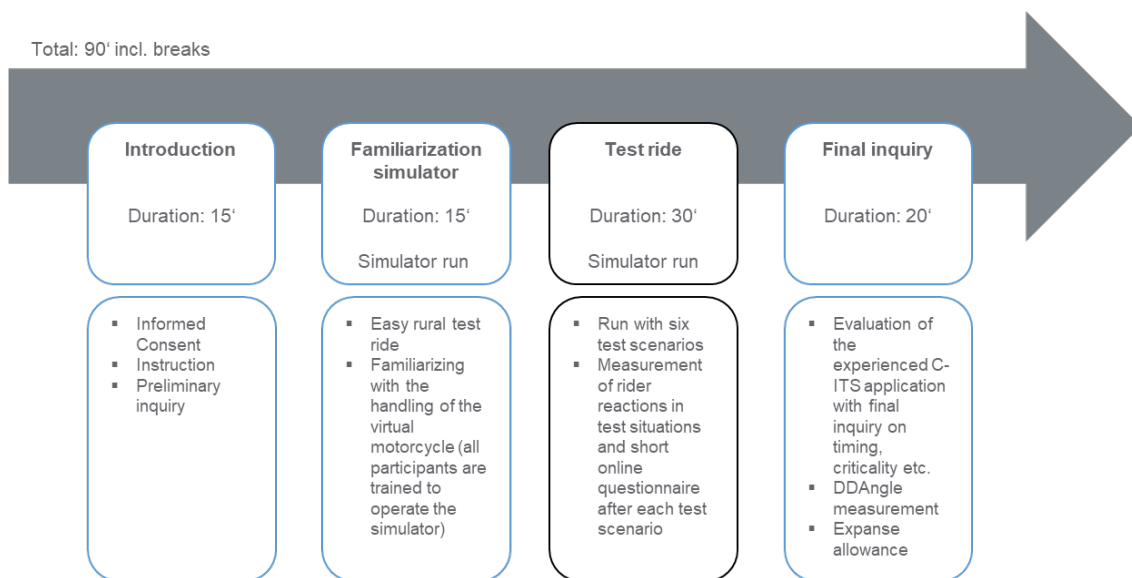 Total: 90‘ incl. breaks
Introduction
Duration: 15‘
Familiarization
simulator
Duration: 15‘
Simulator run
Test ride
Duration: 30‘
Simulator run
Final inquiry
Duration: 20‘
▪ Informed
Consent
▪ Instruction
▪ Preliminary
inquiry
▪ Easy rural test
ride
▪ Familiarizing
with the
handling of the
virtual
motorcycle (all
participants are
trained to
operate the
simulator)
▪ Run with six
test scenarios
▪ Measurement
of rider
reactions in
test situations
and short
online
questionnaire
after each test
scenario
▪ Evaluation of
the
experienced C-
ITS application
with final
inquiry on
timing,
criticality etc.
▪ DDAngle
measurement
▪ Expanse
allowance